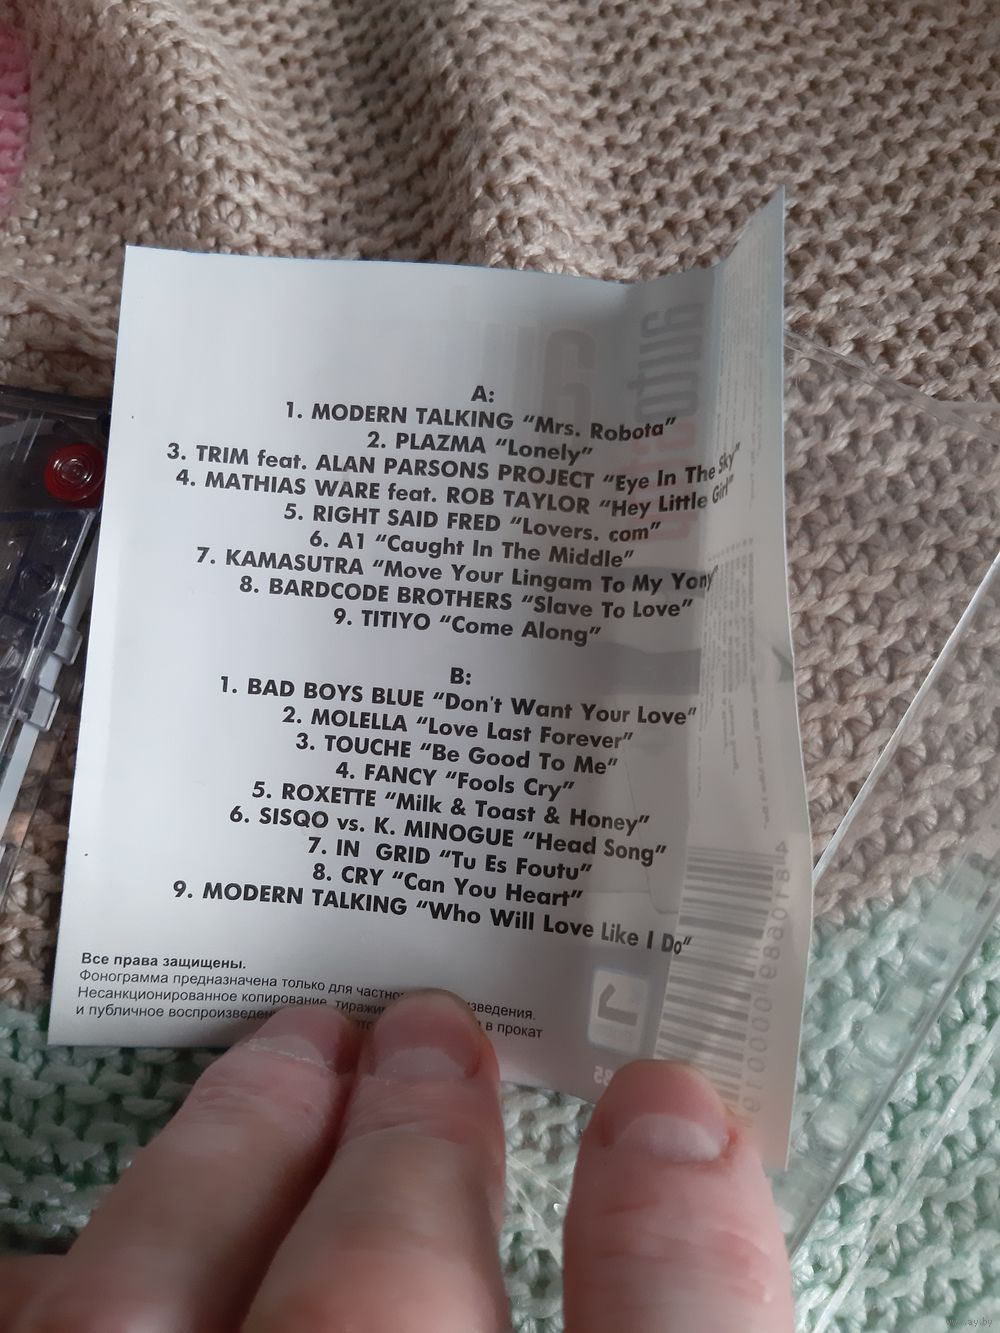 A:
1. MODERN TALKING “Mrs. Robota”
2. PLAZMA “Lonely”
3. TRIM feat. ALAN PARSONS PROJECT “Eye In The Sky”
4. MATHIAS WARE feat. ROB TAYLOR “Hey Little Girl”
5. RIGHT SAID FRED “Lovers. com”
6. A1 “Caught In The Middle”
7. KAMASUTRA “Move Your Lingam To My Yony”
8. BARDCODE BROTHERS “Slave To Love”
9. TITIYO “Come Along”
B:
1. BAD BOYS BLUE “Don't Want Your Love”
2. MOLELLA “Love Last Forever”
3. TOUCHE “Be Good To Me”
4. FANCY “Fools Cry”
5. ROXETTE “Milk & Toast & Honey”
6. SISQO vs. K. MINOGUE “Head Song”
7. IN GRID “Tu Es Foutu”
8. CRY “Can You Heart”
9. MODERN TALKING “Who Will Love Like I Do”
Все права защищены.
Фонограмма предназначена только для
Несанкционированное копирование,
и публичное в прокат
www.ay.by